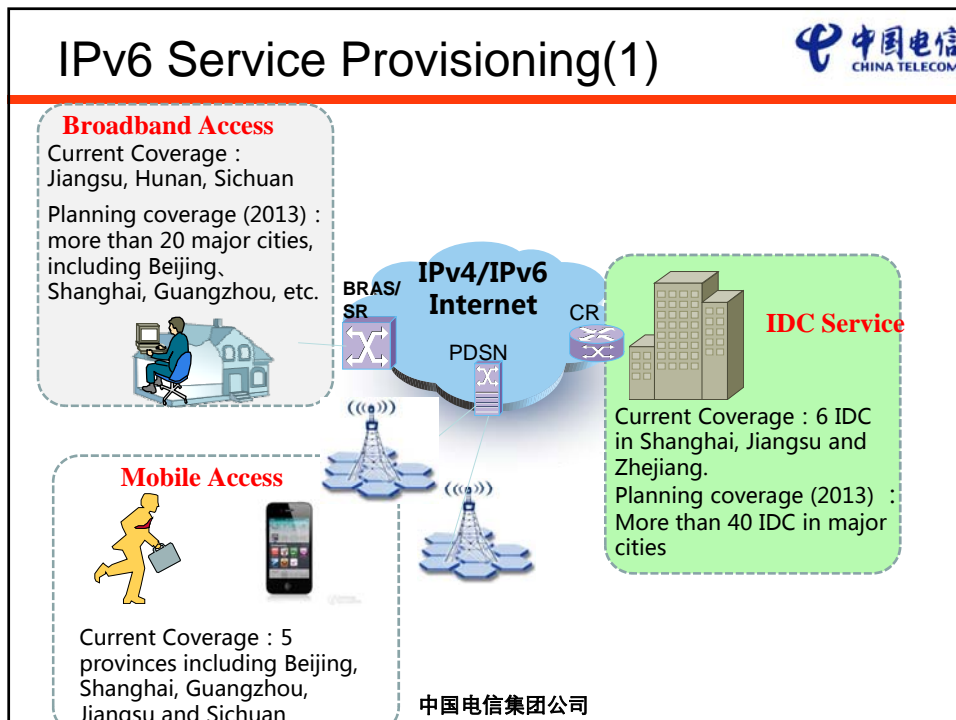 IPv6 Service Provisioning(1)
中国电信
CHINA TELECOM
Broadband Access
Current Coverage：
Jiangsu, Hunan, Sichuan
Planning coverage (2013)：
more than 20 major cities,
including Beijing、
Shanghai, Guangzhou, etc.
BRAS/
SR
IPv4/IPv6
Internet
PDSN
CR
IDC Service
Current Coverage：6 IDC
in Shanghai, Jiangsu and
Zhejiang.
Planning coverage (2013) ：
More than 40 IDC in major
cities
Mobile Access
Current Coverage：5
provinces including Beijing,
Shanghai, Guangzhou,
Jiangsu and Sichuan
中国电信集团公司